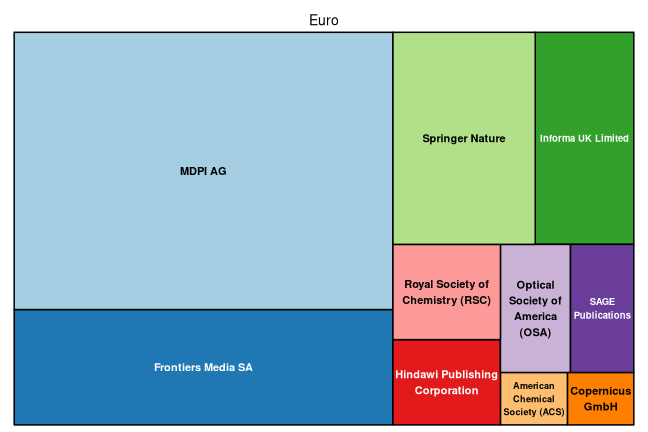 Euro
MDPI AG
Frontiers Media SA
Springer Nature
Informa UK Limited
Royal Society of
Chemistry (RSC)
Hindawi Publishing
Corporation
Optical
Society of
America
(OSA)
SAGE
Publications
American
Chemical
Society (ACS)
Copernicus
GmbH